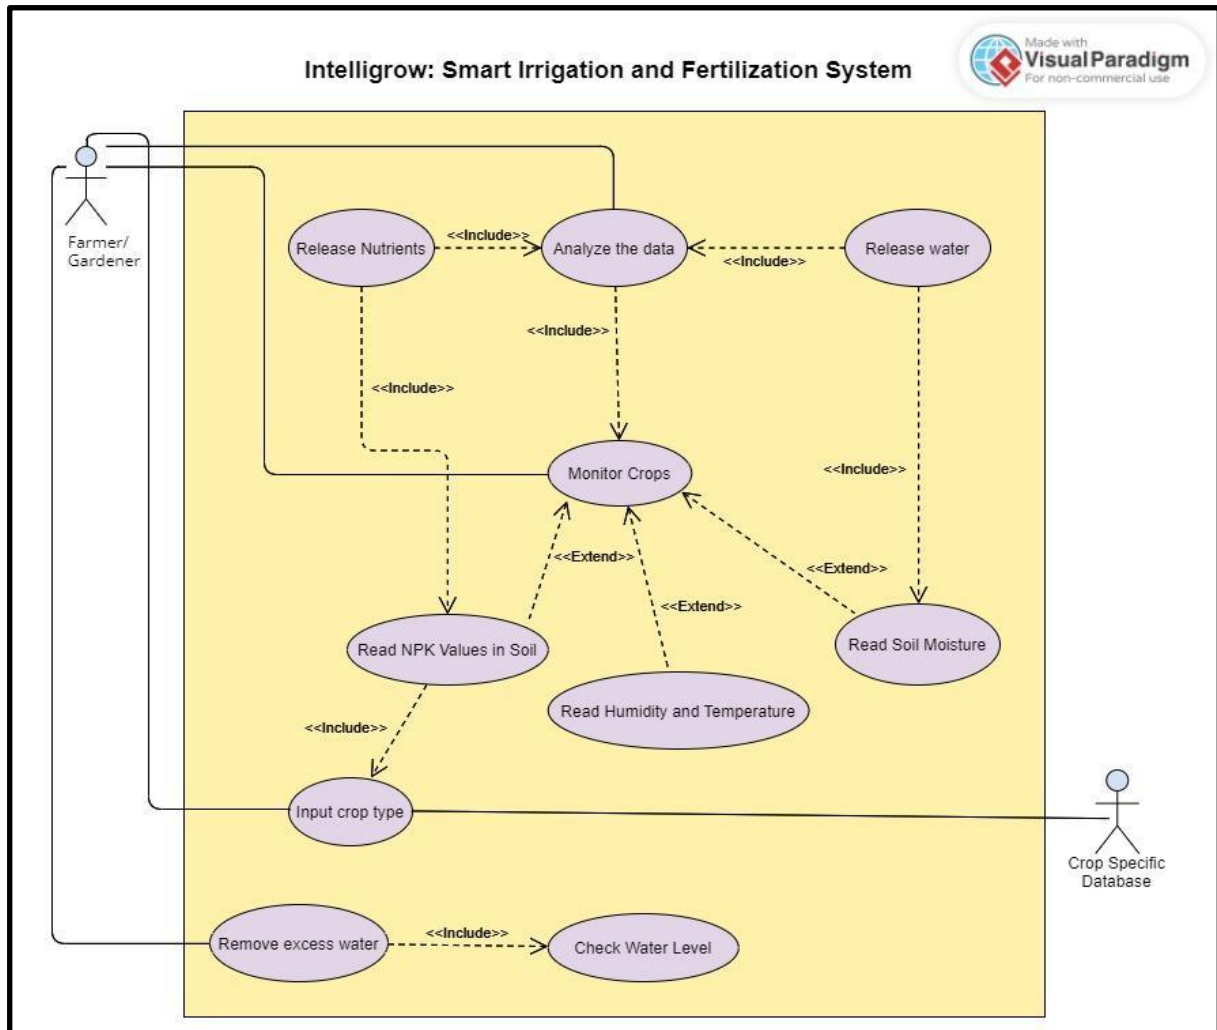 Made with
Visual Paradigm
For non-commercial use
Intelligrow: Smart Irrigation and Fertilization System
Farmer/
Gardener
Release Nutrients
<<Include>>
Analyze the data
<<Include>>
Release water
<<Include>>
<<Include>>
Monitor Crops
<<Include>>
<<Extend>>
<<Extend>>
<<Extend>>
Read NPK Values in Soil
Read Soil Moisture
Read Humidity and Temperature
<<Include>>
Input crop type
Crop Specific
Database
Remove excess water
<<Include>>
Check Water Level